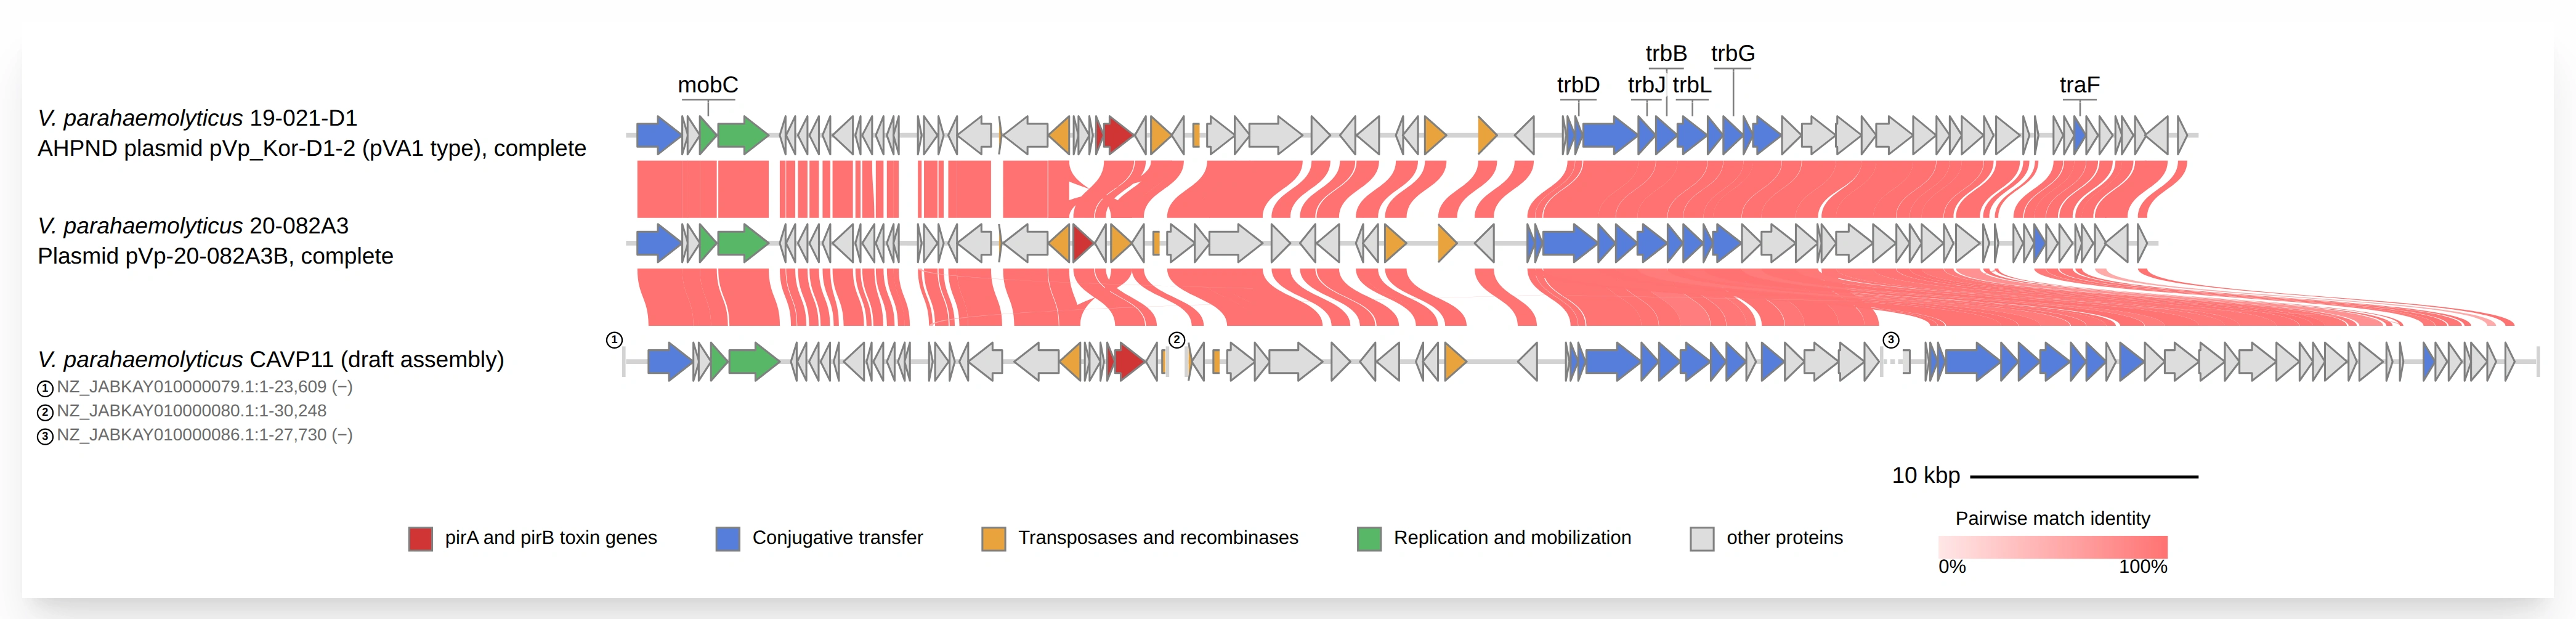 trbB trbG
mobC trbD trbJ trbL traF
V. parahaemolyticus 19-021-D1
AHPND plasmid pVp_Kor-D1-2 (pVA1 type), complete
V. parahaemolyticus 20-082A3
Plasmid pVp-20-082A3B, complete
1 2 3
V. parahaemolyticus CAVP11 (draft assembly)
1 NZ_JABKAY010000079.1:1-23,609 (−)
2 NZ_JABKAY010000080.1:1-30,248
3 NZ_JABKAY010000086.1:1-27,730 (−)
10 kbp
Pairwise match identity
0% 100%
pirA and pirB toxin genes Conjugative transfer Transposases and recombinases Replication and mobilization other proteins